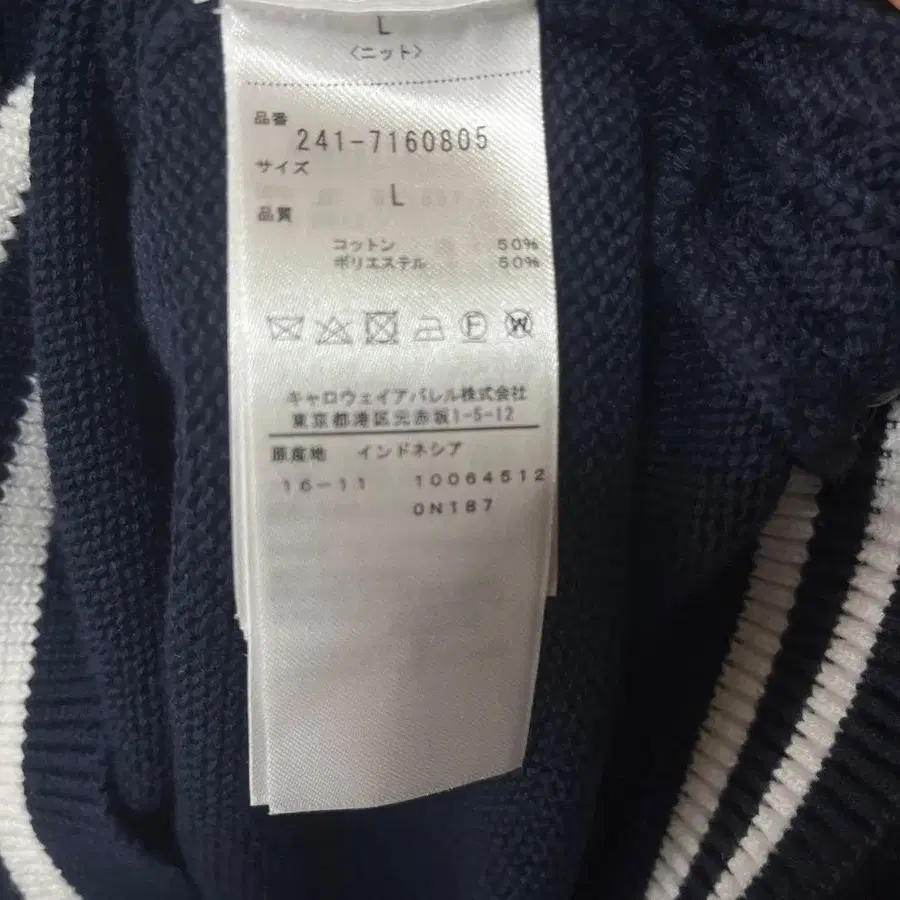 L
〈ニット〉
品番
241-7160805
サイズ
L
品質
コットン 50%
ポリエステル 50%
F W
キャロウェイアパレル株式会社
東京都港区元赤坂1-5-12
原産地 インドネシア
16-11 10064512
0N187